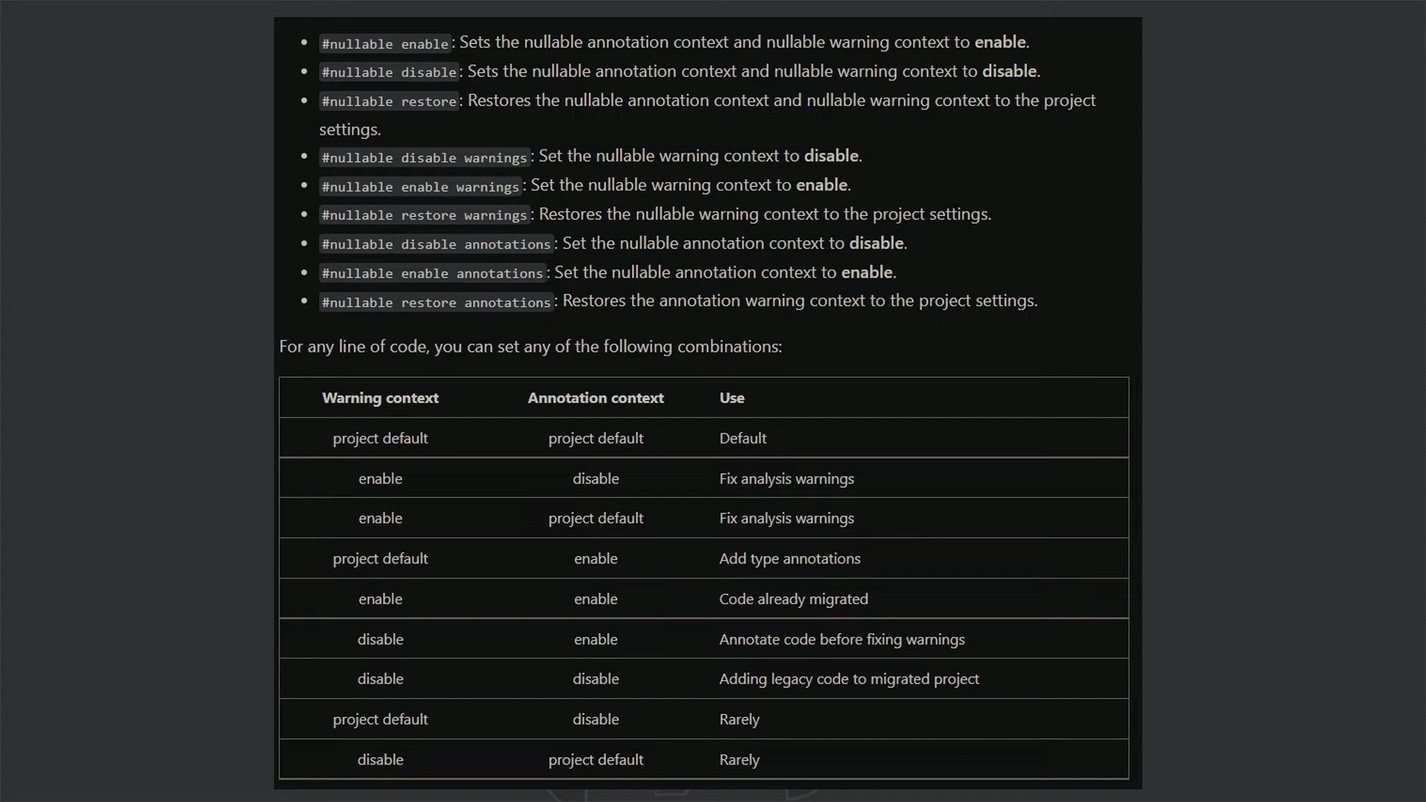 #nullable enable: Sets the nullable annotation context and nullable warning context to enable.
#nullable disable: Sets the nullable annotation context and nullable warning context to disable.
#nullable restore: Restores the nullable annotation context and nullable warning context to the project
settings.
#nullable disable warnings: Set the nullable warning context to disable.
#nullable enable warnings: Set the nullable warning context to enable.
#nullable restore warnings: Restores the nullable warning context to the project settings.
#nullable disable annotations: Set the nullable annotation context to disable.
#nullable enable annotations: Set the nullable annotation context to enable.
#nullable restore annotations: Restores the annotation warning context to the project settings.
For any line of code, you can set any of the following combinations:
Warning context Annotation context Use
project default project default Default
enable disable Fix analysis warnings
enable project default Fix analysis warnings
project default enable Add type annotations
enable enable Code already migrated
disable enable Annotate code before fixing warnings
disable disable Adding legacy code to migrated project
project default disable Rarely
disable project default Rarely